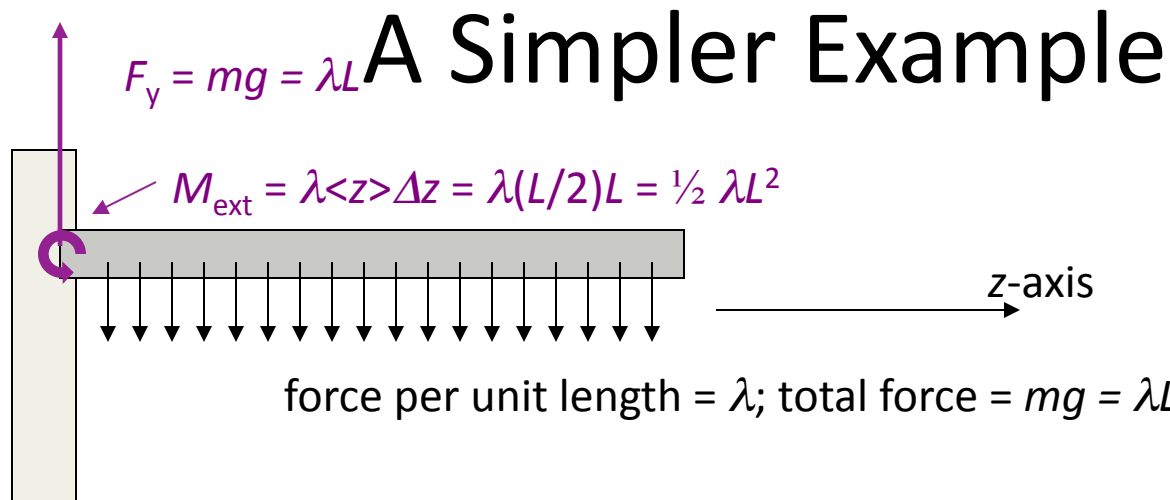 A Simpler Example
F_y = mg = λL
M_ext = λ<z>Δz = λ(L/2)L = ½ λL²
z-axis
force per unit length = λ; total force = mg = λL